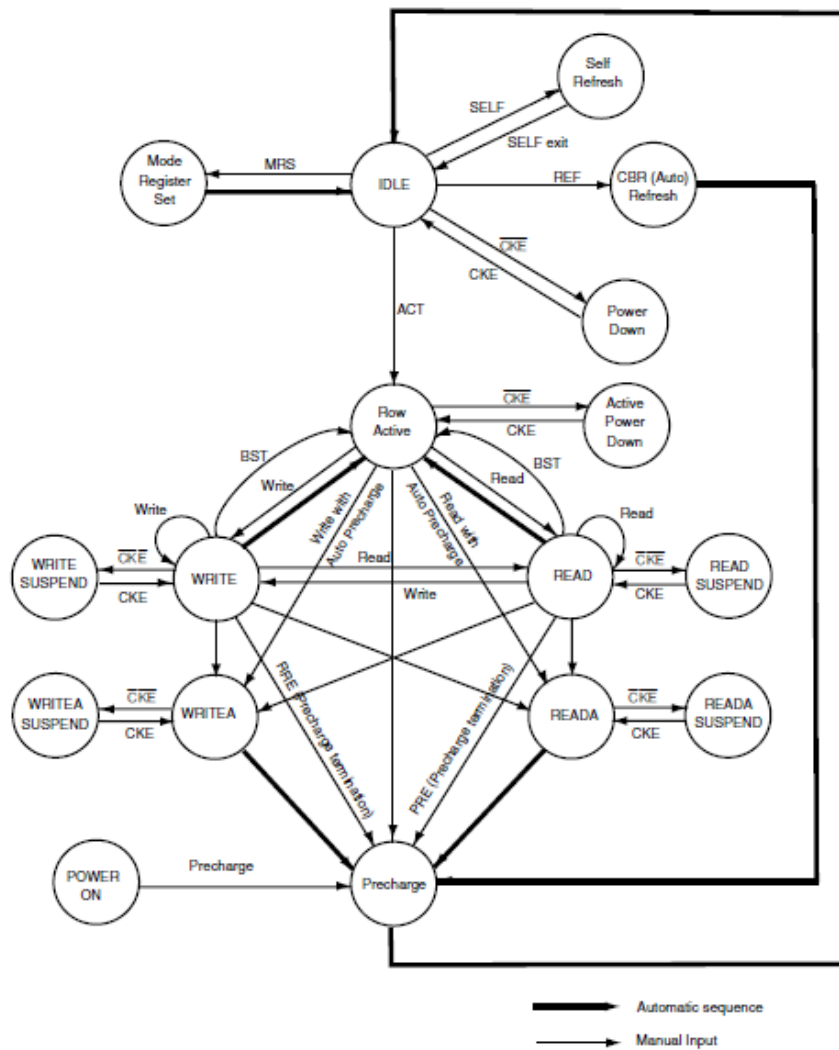 Self
Refresh
SELF
SELF exit
Mode
Register
Set
MRS
IDLE
REF
CBR (Auto)
Refresh
CKE
CKE
Power
Down
ACT
Row
Active
CKE
CKE
Active
Power
Down
BST
Write
Write with
Auto Precharge
Read with
Auto Precharge
Read
BST
Write
Read
WRITE
SUSPEND
CKE
CKE
WRITE
Read
Write
READ
CKE
CKE
READ
SUSPEND
WRITEA
SUSPEND
CKE
CKE
WRITEA
RRE (Precharge termination)
PRE (Precharge termination)
READA
CKE
CKE
READA
SUSPEND
POWER
ON
Precharge
Precharge
Automatic sequence
Manual Input